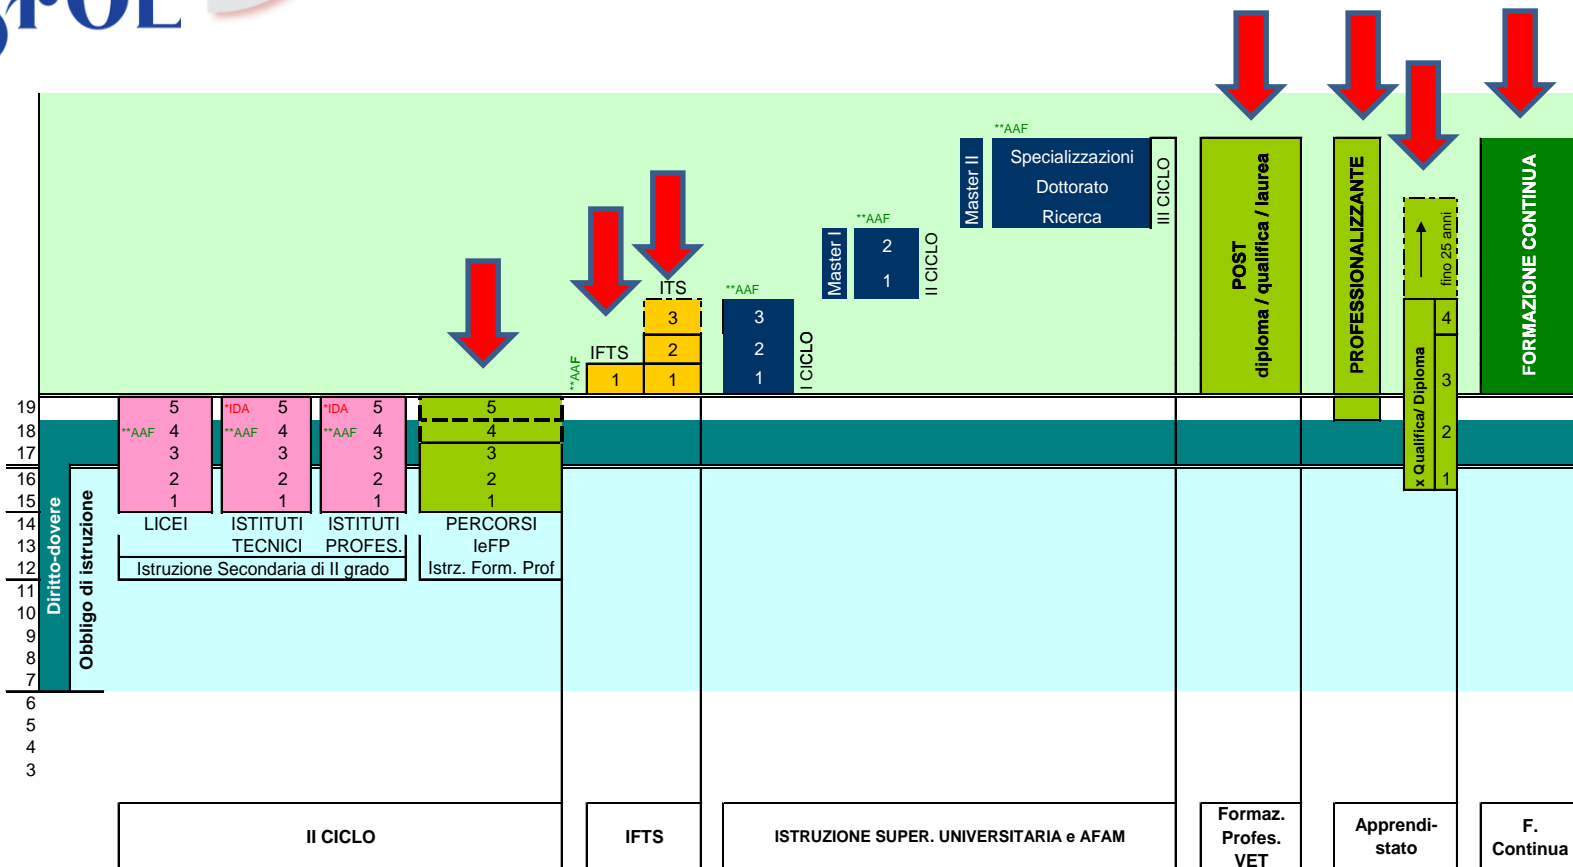 **AAF
Master II
Specializzazioni
Dottorato
Ricerca
III CICLO
**AAF
Master I
2
1
II CICLO
ITS
3
2
1
IFTS
1
**AAF
**AAF
3
2
1
I CICLO
POST
diploma / qualifica / laurea
PROFESSIONALIZZANTE
fino 25 anni
x Qualifica/ Diploma
4
3
2
1
FORMAZIONE CONTINUA
19
18
17
16
15
14
13
12
11
10
9
8
7
6
5
4
3
Diritto-dovere
Obbligo di istruzione
5
**AAF 4
3
2
1
LICEI
*IDA 5
**AAF 4
3
2
1
ISTITUTI
TECNICI
*IDA 5
**AAF 4
3
2
1
ISTITUTI
PROFES.
Istruzione Secondaria di II grado
5
4
3
2
1
PERCORSI
IeFP
Istrz. Form. Prof
II CICLO
IFTS
ISTRUZIONE SUPER. UNIVERSITARIA e AFAM
Formaz.
Profes.
VET
Apprendi-
stato
F.
Continua